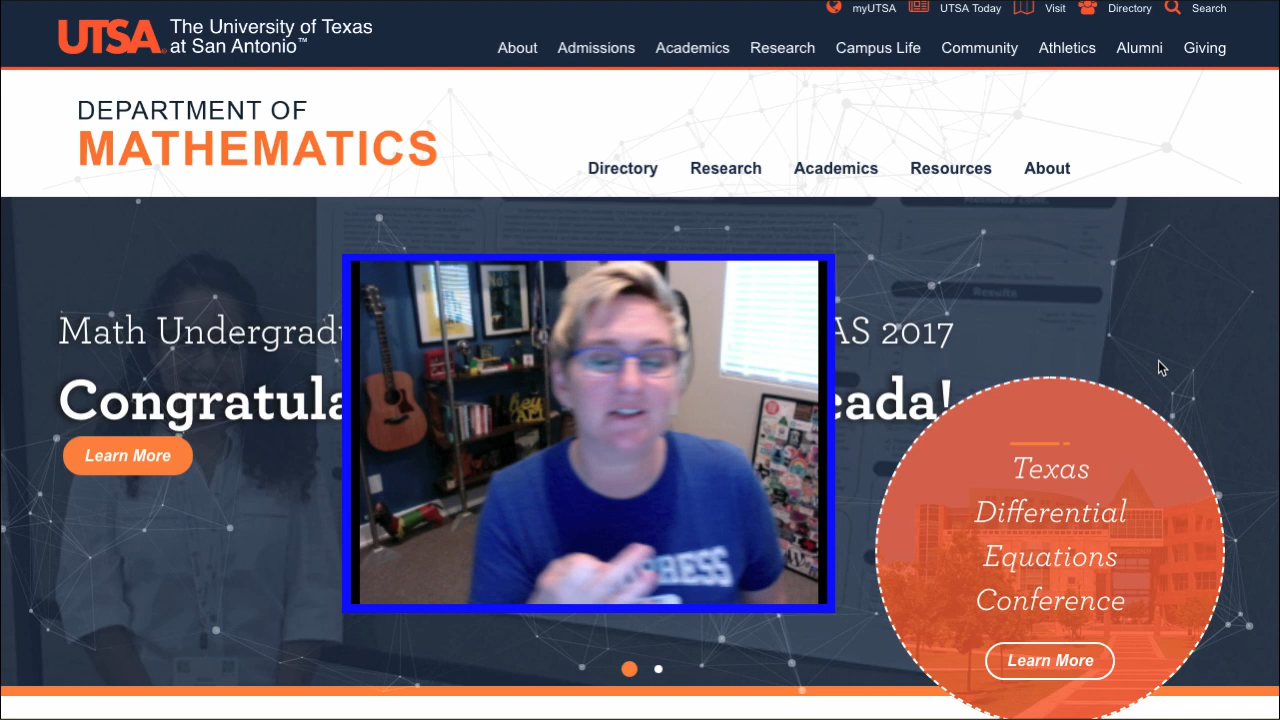 myUTSA UTSA Today Visit Directory Search
UTSA The University of Texas
at San Antonio™
About Admissions Academics Research Campus Life Community Athletics Alumni Giving
DEPARTMENT OF
MATHEMATICS
Directory Research Academics Resources About
Results
Math Undergradu AS 2017
Congratula cada!
Learn More
Texas
Differential
Equations
Conference
Learn More